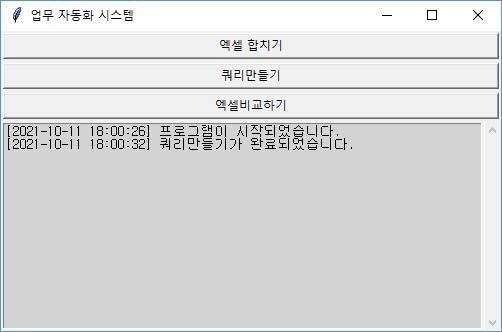 업무 자동화 시스템
엑셀 합치기
쿼리만들기
엑셀비교하기
[2021-10-11 18:00:26] 프로그램이 시작되었습니다.
[2021-10-11 18:00:32] 쿼리만들기가 완료되었습니다.